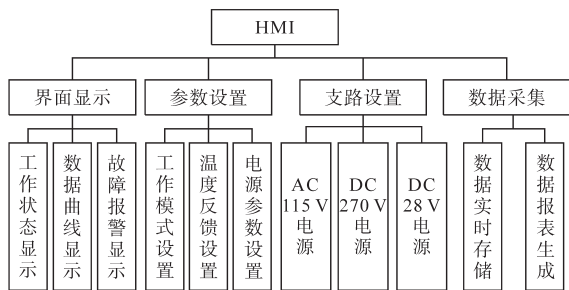 HMI
界面显示
参数设置
支路设置
数据采集
工作状态显示
数据曲线显示
故障报警显示
工作模式设置
温度反馈设置
电源参数设置
AC
115 V
电源
DC
270 V
电源
DC
28 V
电源
数据实时存储
数据报表生成